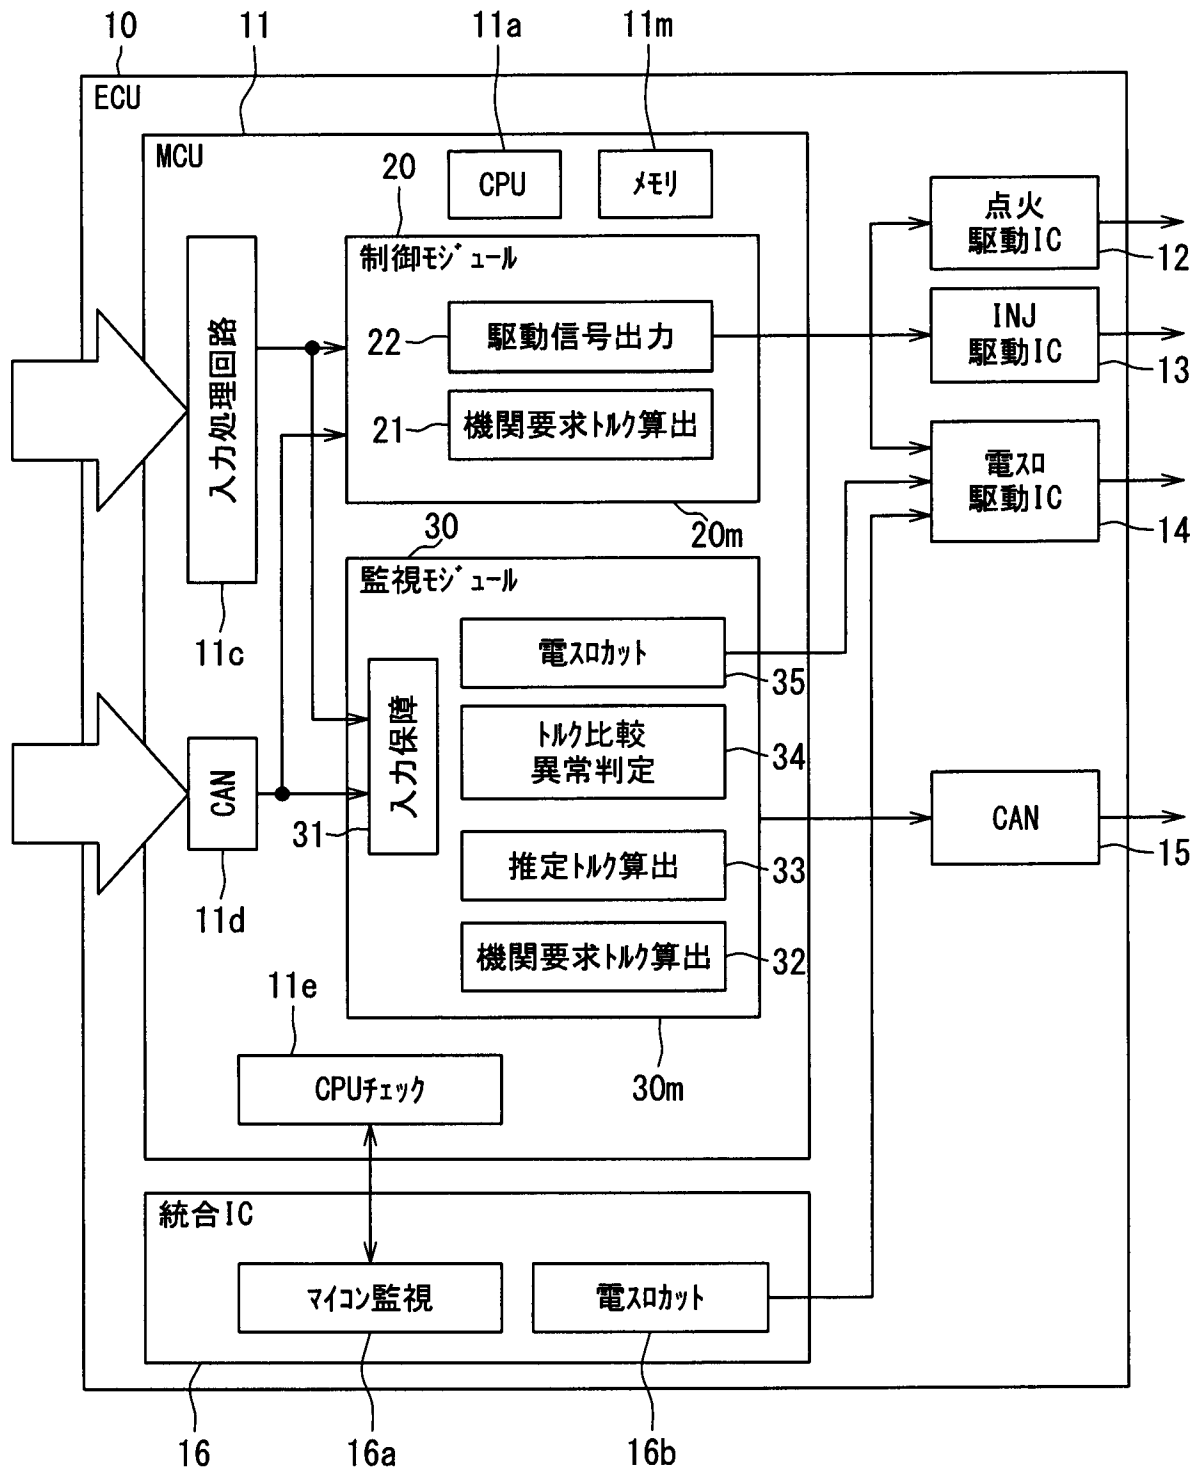 10
11
11a
11m
ECU
MCU
CPU
メモリ
20
制御モジュール
点火
駆動IC
12
22
駆動信号出力
INJ
駆動IC
13
21
機関要求トルク算出
入力処理回路
電スロ
駆動IC
14
20m
30
監視モジュール
11c
電スロカット
35
入力保障
31
トルク比較
異常判定
34
CAN
11d
CAN
15
推定トルク算出
33
機関要求トルク算出
32
11e
CPUチェック
30m
統合IC
マイコン監視
電スロカット
16
16a
16b